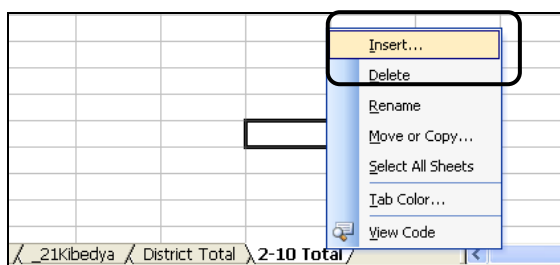 Insert...
Delete
Rename
Move or Copy...
Select All Sheets
Tab Color...
View Code
_21Kibedya / District Total \ 2-10 Total /